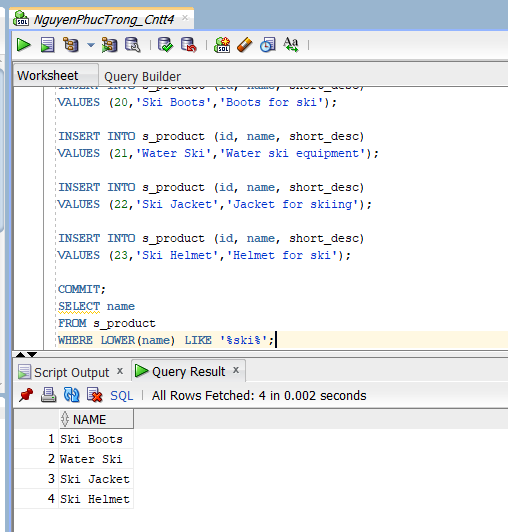 NguyenPhucTrong_Cntt4
SQL
Aa
Worksheet Query Builder
INSERT INTO s_product (id, name, short_desc)
VALUES (20,'Ski Boots','Boots for ski');
INSERT INTO s_product (id, name, short_desc)
VALUES (21,'Water Ski','Water ski equipment');
INSERT INTO s_product (id, name, short_desc)
VALUES (22,'Ski Jacket','Jacket for skiing');
INSERT INTO s_product (id, name, short_desc)
VALUES (23,'Ski Helmet','Helmet for ski');
COMMIT;
SELECT name
FROM s_product
WHERE LOWER(name) LIKE '%ski%';
Script Output x Query Result x
SQL | All Rows Fetched: 4 in 0.002 seconds
NAME
1 Ski Boots
2 Water Ski
3 Ski Jacket
4 Ski Helmet